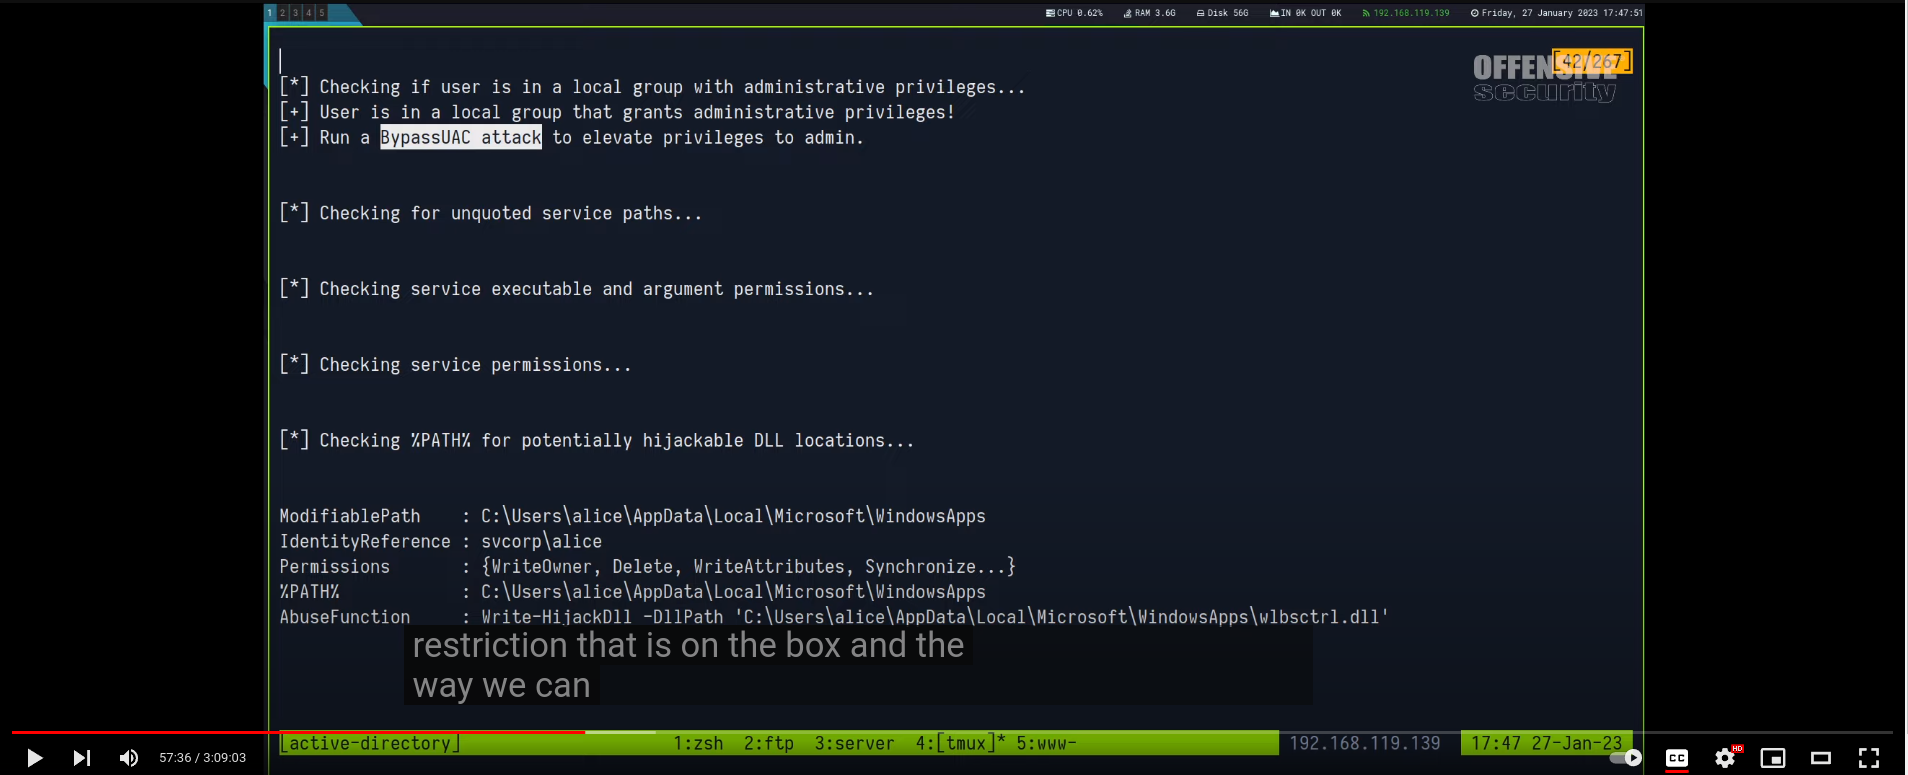 1 2 3 4 5
CPU 0.62% RAM 3.6G Disk 56G IN 0K OUT 0K 192.168.119.139 Friday, 27 January 2023 17:47:51
[42/267]
OFFENSIVE
security
[*] Checking if user is in a local group with administrative privileges...
[+] User is in a local group that grants administrative privileges!
[+] Run a BypassUAC attack to elevate privileges to admin.
[*] Checking for unquoted service paths...
[*] Checking service executable and argument permissions...
[*] Checking service permissions...
[*] Checking %PATH% for potentially hijackable DLL locations...
ModifiablePath : C:\Users\alice\AppData\Local\Microsoft\WindowsApps
IdentityReference : svcorp\alice
Permissions : {WriteOwner, Delete, WriteAttributes, Synchronize...}
%PATH% : C:\Users\alice\AppData\Local\Microsoft\WindowsApps
AbuseFunction : Write-HijackDll -DllPath 'C:\Users\alice\AppData\Local\Microsoft\WindowsApps\wlbsctrl.dll'
restriction that is on the box and the
way we can
[active-directory] 1:zsh 2:ftp 3:server 4:[tmux]* 5:www- 192.168.119.139 17:47 27-Jan-23
57:36 / 3:09:03 CC HD